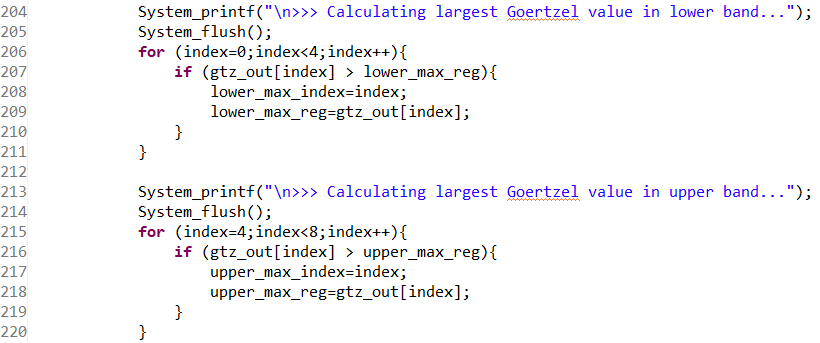 204 System_printf("\n>>> Calculating largest Goertzel value in lower band...");
205 System_flush();
206 for (index=0;index<4;index++){
207 if (gtz_out[index] > lower_max_reg){
208 lower_max_index=index;
209 lower_max_reg=gtz_out[index];
210 }
211 }
212
213 System_printf("\n>>> Calculating largest Goertzel value in upper band...");
214 System_flush();
215 for (index=4;index<8;index++){
216 if (gtz_out[index] > upper_max_reg){
217 upper_max_index=index;
218 upper_max_reg=gtz_out[index];
219 }
220 }